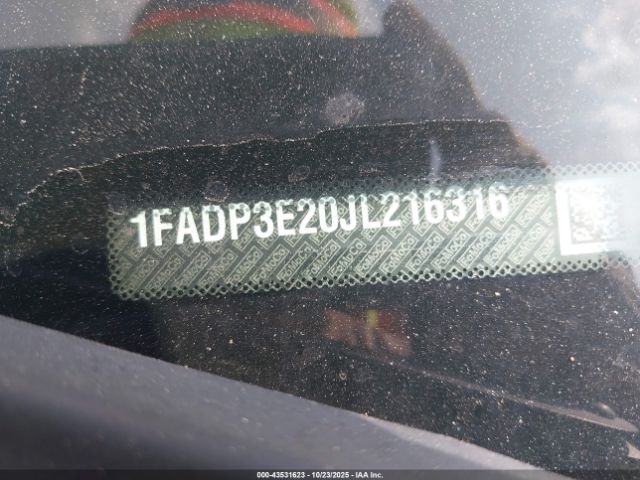 1FADP3E20JL216316
000-43531623 - 10/23/2025 - IAA Inc.